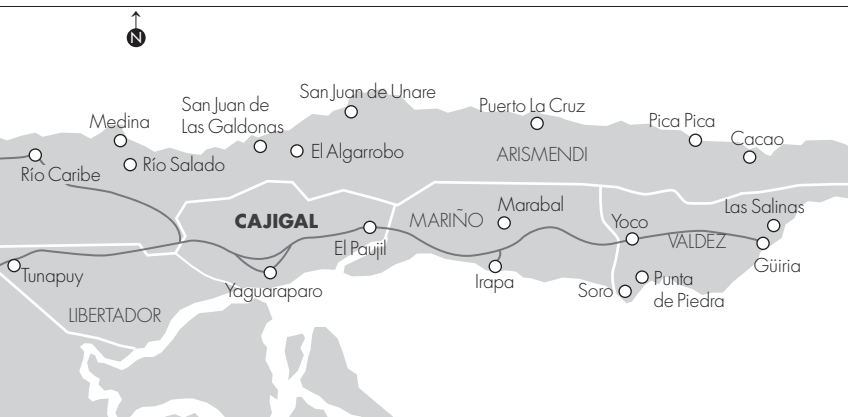 N
San Juan de Unare
San Juan de
Las Galdonas
Puerto La Cruz
Medina
Pica Pica
Cacao
El Algarrobo
ARISMENDI
Río Salado
Río Caribe
Marabal
Las Salinas
CAJIGAL
MARIÑO
Yoco
VALDEZ
El Paujil
Güiria
Tunapuy
Irapa
Punta
de Piedra
Soro
Yaguaraparo
LIBERTADOR